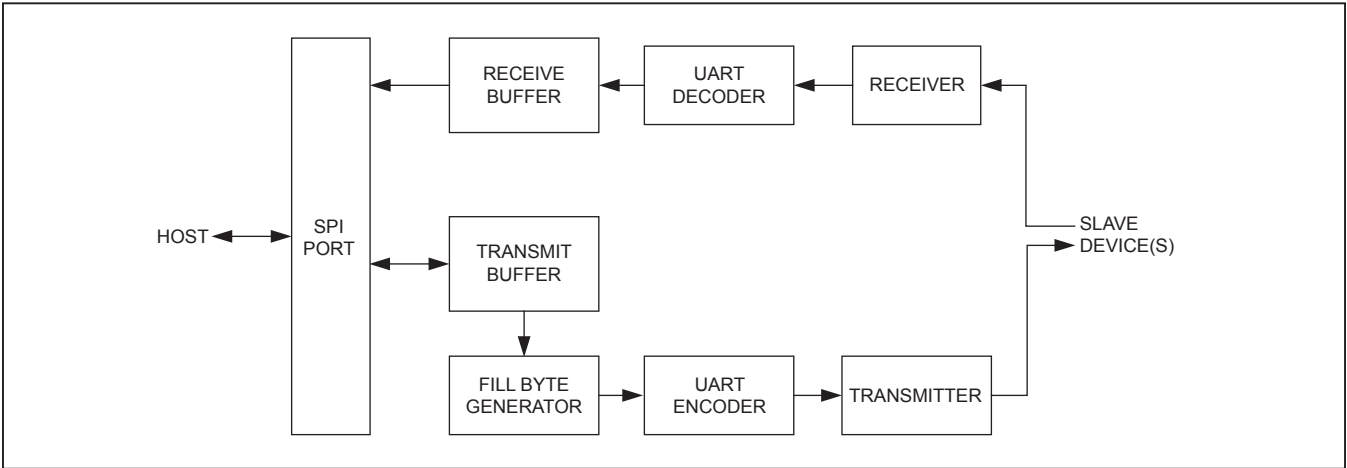 RECEIVE
BUFFER
UART
DECODER
RECEIVER
HOST
SPI
PORT
TRANSMIT
BUFFER
SLAVE
DEVICE(S)
FILL BYTE
GENERATOR
UART
ENCODER
TRANSMITTER